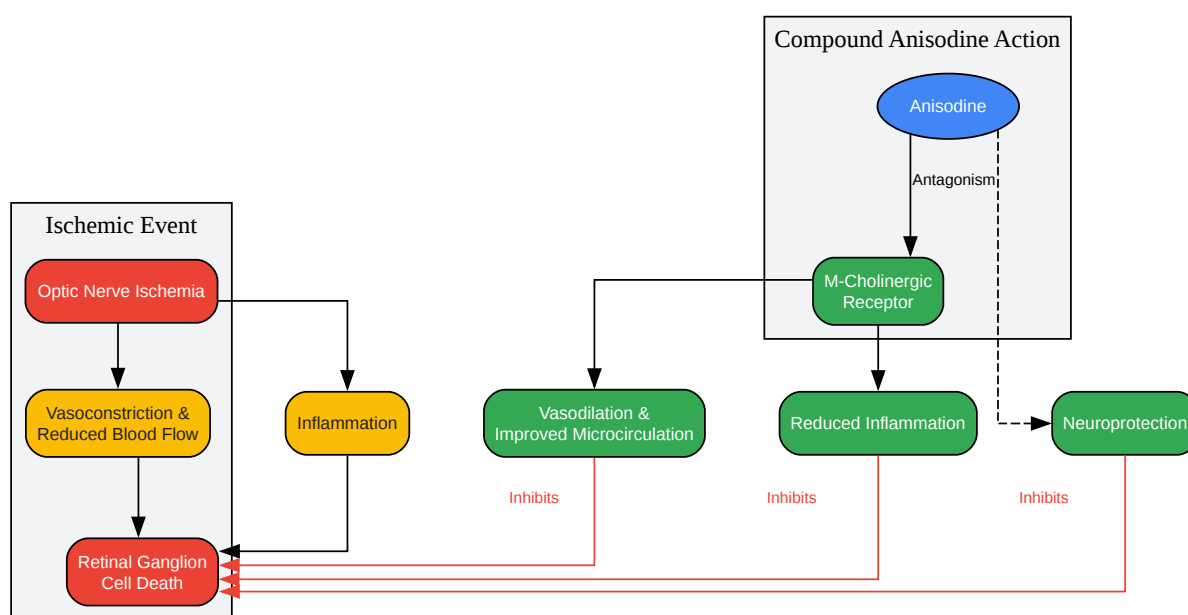 Compound Anisodine Action
Anisodine
Antagonism
Ischemic Event
Optic Nerve Ischemia
M-Cholinergic
Receptor
Vasoconstriction &
Reduced Blood Flow
Inflammation
Vasodilation &
Improved Microcirculation
Reduced Inflammation
Neuroprotection
Inhibits
Inhibits
Inhibits
Retinal Ganglion
Cell Death